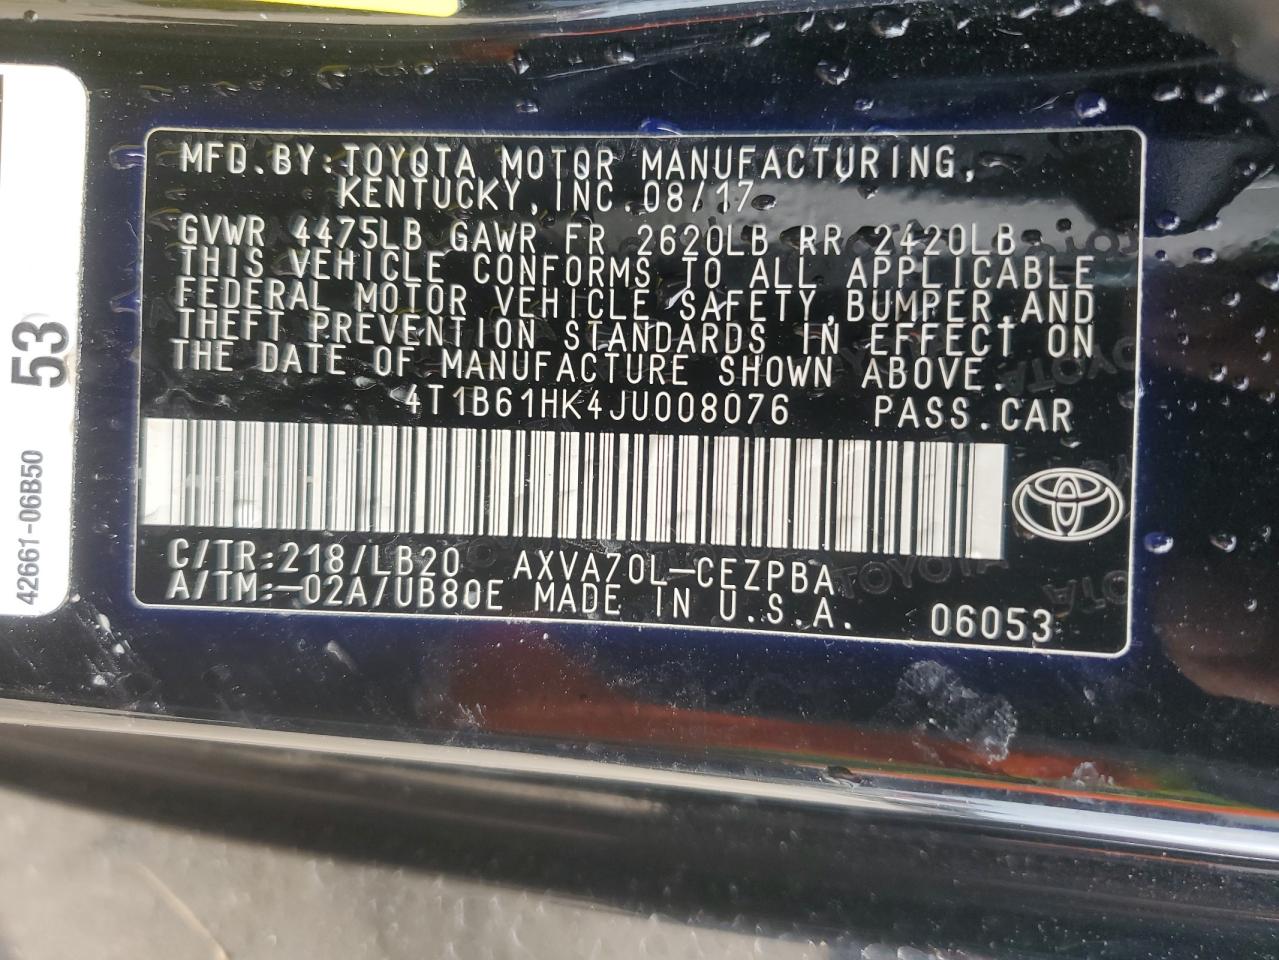 MFD.BY:TOYOTA MOTOR MANUFACTURING,
KENTUCKY,INC.08/17
GVWR 4475LB GAWR FR 2620LB RR 2420LB
THIS VEHICLE CONFORMS TO ALL APPLICABLE
FEDERAL MOTOR VEHICLE SAFETY,BUMPER,AND
THEFT PREVENTION STANDARDS IN EFFECT ON
THE DATE OF MANUFACTURE SHOWN ABOVE.
4T1B61HK4JU008076 PASS.CAR
C/TR:218/LB20 AXVA70L-CEZPBA
A/TM:-02A/UB80E MADE IN U.S.A. 06053
53
42661-06B50
TOYOTA
TOYOTA
TOYOTA